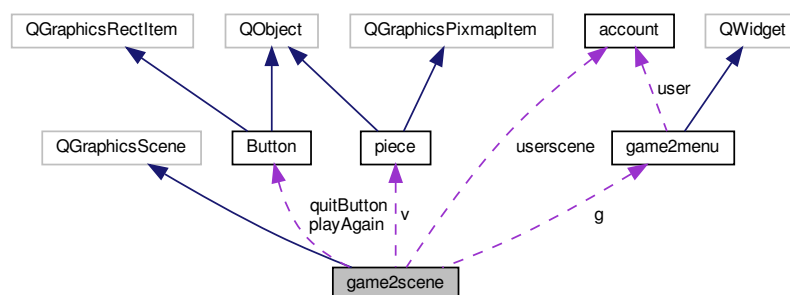 QGraphicsRectItem
QObject
QGraphicsPixmapItem
account
QWidget
user
QGraphicsScene
Button
piece
userscene
game2menu
quitButton
playAgain
v
g
game2scene